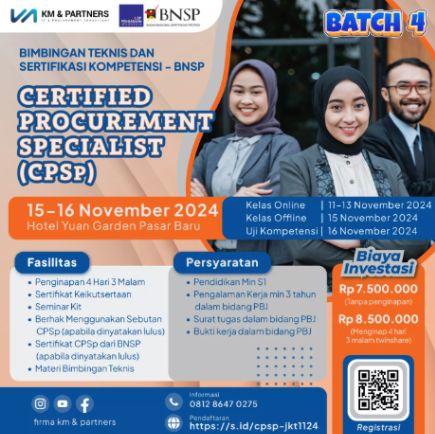 KM & PARTNERS
BNSP
BATCH 4
BIMBINGAN TEKNIS DAN
SERTIFIKASI KOMPETENSI - BNSP
CERTIFIED
PROCUREMENT
SPECIALIST
(CPSp)
15-16 November 2024
Hotel Yuan Garden Pasar Baru
Kelas Online | 11-13 November 2024
Kelas Offline | 15 November 2024
Uji Kompetensi | 16 November 2024
Fasilitas
• Penginapan 4 Hari 3 Malam
• Sertifikat Keikutsertaan
• Seminar Kit
• Berhak Menggunakan Sebutan
CPSp (apabila dinyatakan lulus)
• Sertifikat CPSp dari BNSP
(apabila dinyatakan lulus)
• Materi Bimbingan Teknis
Persyaratan
• Pendidikan Min S1
• Pengalaman Kerja min 3 tahun
dalam bidang PBJ
• Surat tugas dalam bidang PBJ
• Bukti kerja dalam bidang PBJ
Biaya
Investasi
Rp 7.500.000
(Tanpa penginapan)
Rp 8.500.000
(Menginap 4 hari
3 malam twinshare)
Registrasi
firma km & partners
Informasi
0812 8647 0275
Pendaftaran
https://s.id/cpsp-jkt1124